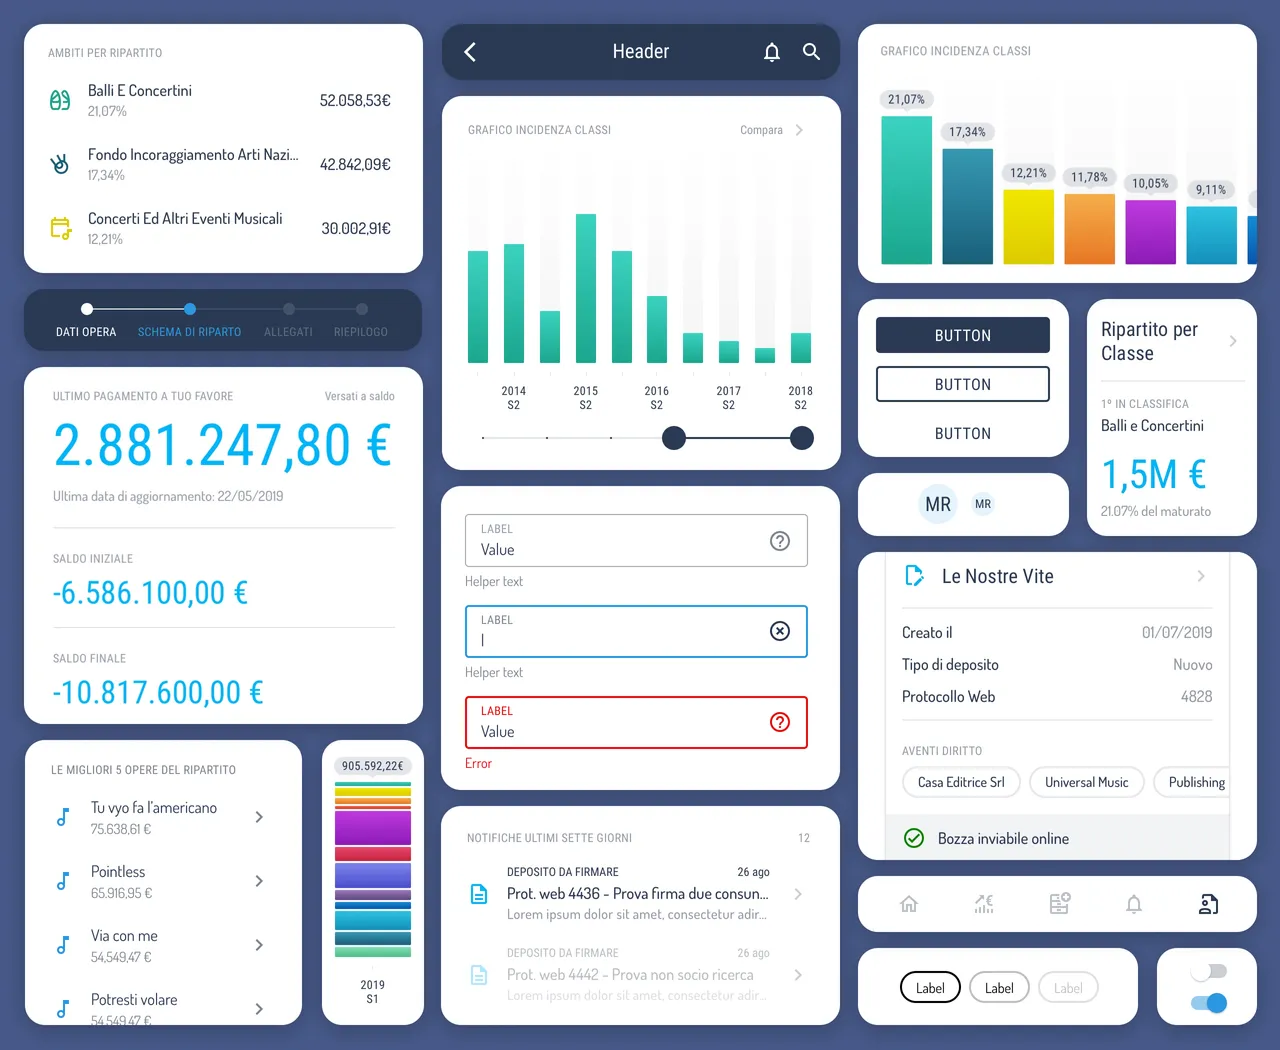 AMBITI PER RIPARTITO
Balli E Concertini
21,07%
52.058,53€
Fondo Incoraggiamento Arti Nazi...
17,34%
42.842,09€
Concerti Ed Altri Eventi Musicali
12,21%
30.002,91€
DATI OPERA
SCHEMA DI RIPARTO
ALLEGATI
RIEPILOGO
ULTIMO PAGAMENTO A TUO FAVORE
Versati a saldo
2.881.247,80 €
Ultima data di aggiornamento: 22/05/2019
SALDO INIZIALE
-6.586.100,00 €
SALDO FINALE
-10.817.600,00 €
LE MIGLIORI 5 OPERE DEL RIPARTITO
Tu vyo fa l'americano
75.638,61 €
Pointless
65.916,95 €
Via con me
54,549,47 €
Potresti volare
54.549,47 €
905.592,22€
2019
S1
Header
GRAFICO INCIDENZA CLASSI
Compara
2014
S2
2015
S2
2016
S2
2017
S2
2018
S2
LABEL
Value
Helper text
LABEL
Helper text
LABEL
Value
Error
NOTIFICHE ULTIMI SETTE GIORNI
12
DEPOSITO DA FIRMARE
26 ago
Prot. web 4436 - Prova firma due consun...
Lorem ipsum dolor sit amet, consectetur adir...
DEPOSITO DA FIRMARE
26 ago
Prot. web 4442 - Prova non socio ricerca
Lorem ipsum dolor sit amet, consectetur adir...
GRAFICO INCIDENZA CLASSI
21,07%
17,34%
12,21%
11,78%
10,05%
9,11%
BUTTON
BUTTON
BUTTON
Ripartito per
Classe
1º IN CLASSIFICA
Balli e Concertini
1,5M €
21.07% del maturato
MR
MR
Le Nostre Vite
Creato il
01/07/2019
Tipo di deposito
Nuovo
Protocollo Web
4828
AVENTI DIRITTO
Casa Editrice Srl
Universal Music
Publishing
Bozza inviabile online
Label
Label
Label